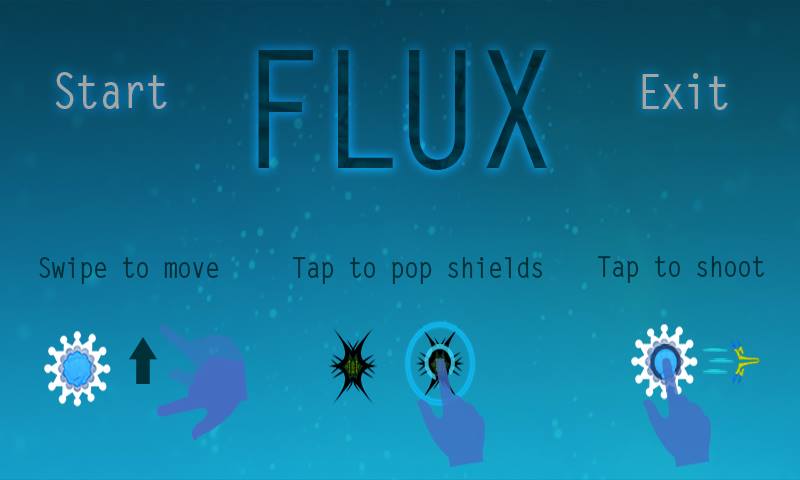 FLUX
Start
Exit
Swipe to move
Tap to pop shields
Tap to shoot